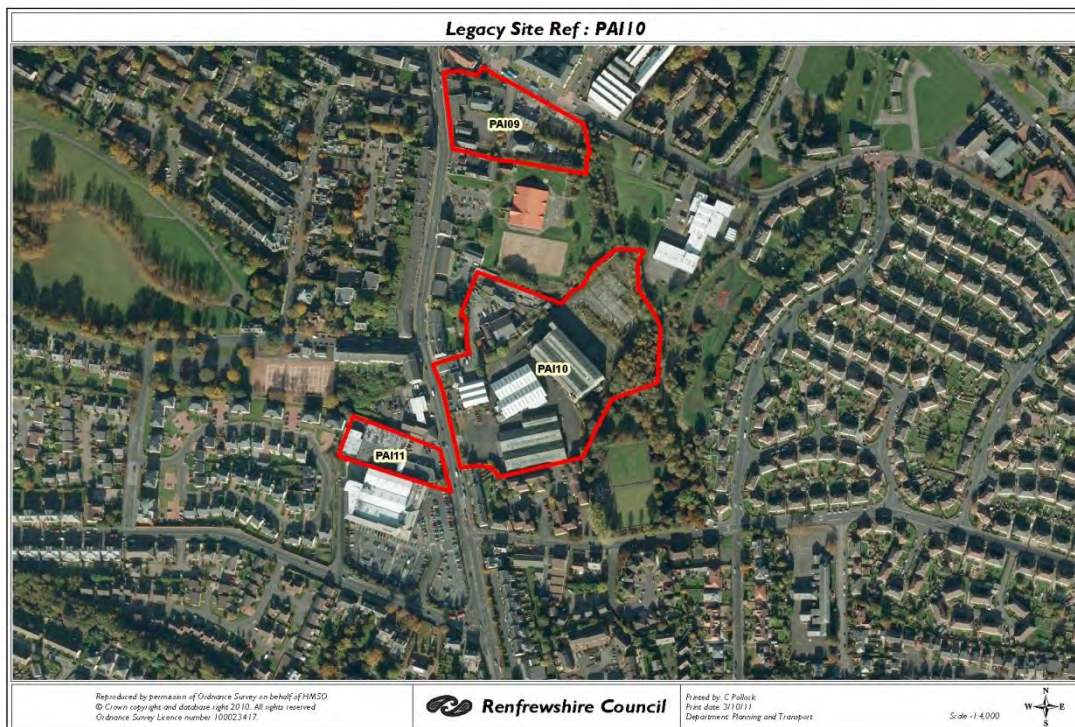 Legacy Site Ref : PAI10
PAI09
PAI10
PAI11
Reproduced by permission of Ordnance Survey on behalf of HMSO.
© Crown copyright and database right 2010. All rights reserved.
Ordnance Survey Licence number 100023417.
Renfrewshire Council
Printed by: C Pollock
Print date: 3/10/11
Department: Planning and Transport
Scale -1:4,000
N
W
E
S